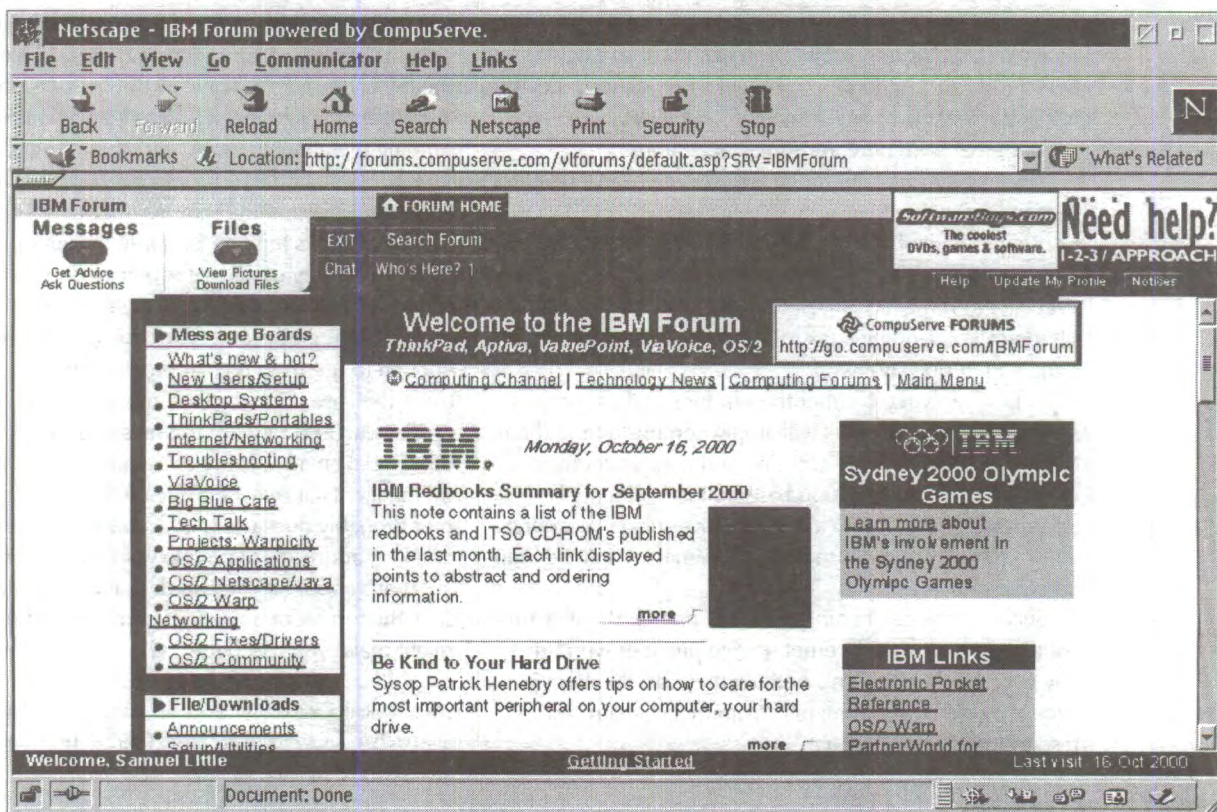 Netscape - IBM Forum powered by CompuServe.
File Edit View Go Communicator Help Links
Back Forward Reload Home Search Netscape Print Security Stop
N
Bookmarks Location: http://forums.compuserve.com/vlforums/default.asp?SRV=IBMForum What's Related
IBM Forum
Messages
Get Advice
Ask Questions
Files
View Pictures
Download Files
FORUM HOME
EXIT Search Forum
Chat Who's Here? 1
The coolest
DVDs, games & software.
Need help?
1-2-3 / APPROACH
Help Update My Profile Notices
Message Boards
What's new & hot?
New Users/Setup
Desktop Systems
ThinkPads/Portables
Internet/Networking
Troubleshooting
ViaVoice
Big Blue Cafe
Tech Talk
Projects: Warpicity
OS/2 Applications
OS/2 Netscape/Java
OS/2 Warp
Networking
OS/2 Fixes/Drivers
OS/2 Community
File/Downloads
Announcements
Setup/Utilities
Welcome to the IBM Forum
ThinkPad, Aptiva, ValuePoint, ViaVoice, OS/2
CompuServe FORUMS
http://go.compuserve.com/IBMForum
Computing Channel | Technology News | Computing Forums | Main Menu
IBM.
Monday, October 16, 2000
IBM Redbooks Summary for September 2000
This note contains a list of the IBM
redbooks and ITSO CD-ROM's published
in the last month. Each link displayed
points to abstract and ordering
information.
more
Be Kind to Your Hard Drive
Sysop Patrick Henebry offers tips on how to care for the
most important peripheral on your computer, your hard
drive.
more
IBM
Sydney 2000 Olympic
Games
Learn more about
IBM's involvement in
the Sydney 2000
Olympic Games
IBM Links
Electronic Pocket
Reference
OS/2 Warp
PartnerWorld for
Welcome, Samuel Little Getting Started Last visit: 16 Oct 2000
Document: Done